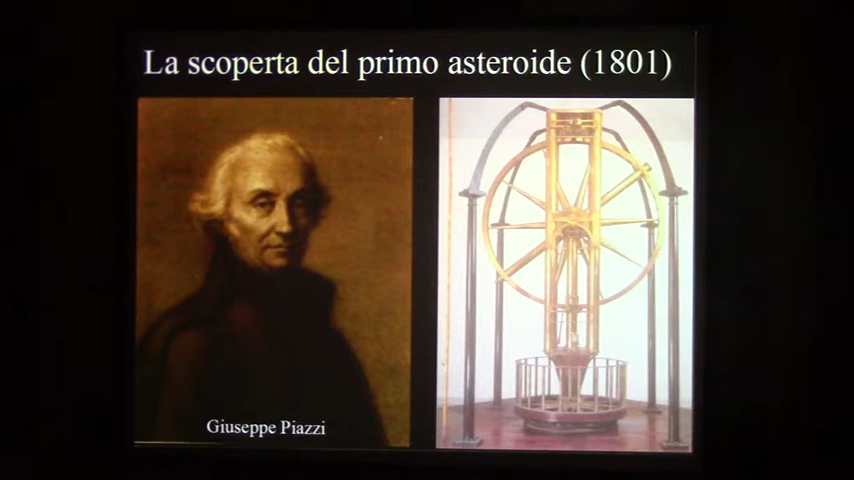 La scoperta del primo asteroide (1801)
Giuseppe Piazzi